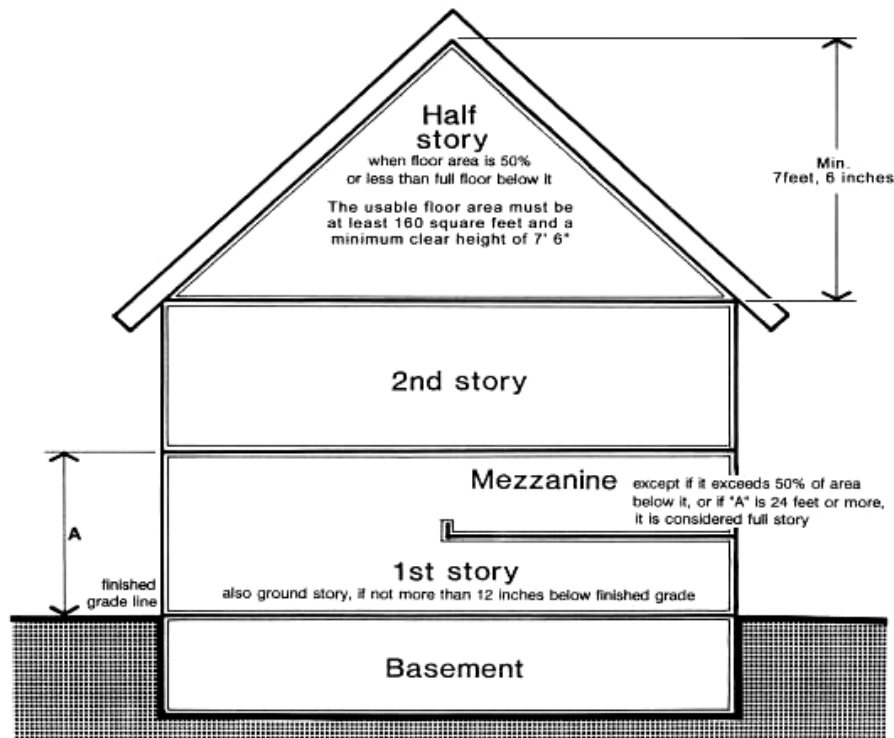 Half
story
when floor area is 50%
or less than full floor below it
The usable floor area must be
at least 160 square feet and a
minimum clear height of 7' 6"
Min.
7feet, 6 inches
2nd story
Mezzanine
except if it exceeds 50% of area
below it, or if "A" is 24 feet or more,
it is considered full story
A
1st story
also ground story, if not more than 12 inches below finished grade
finished
grade line
Basement